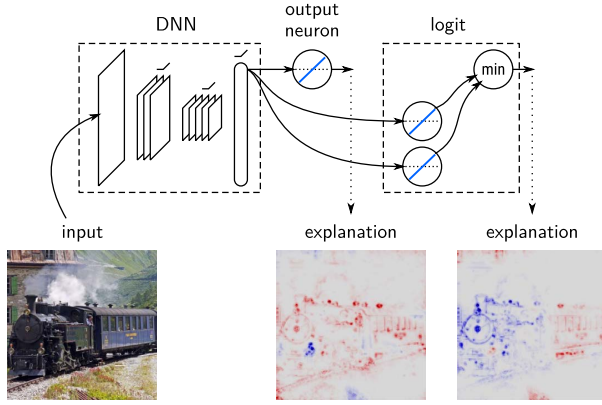 DNN
output
neuron
logit
min
input
explanation
explanation